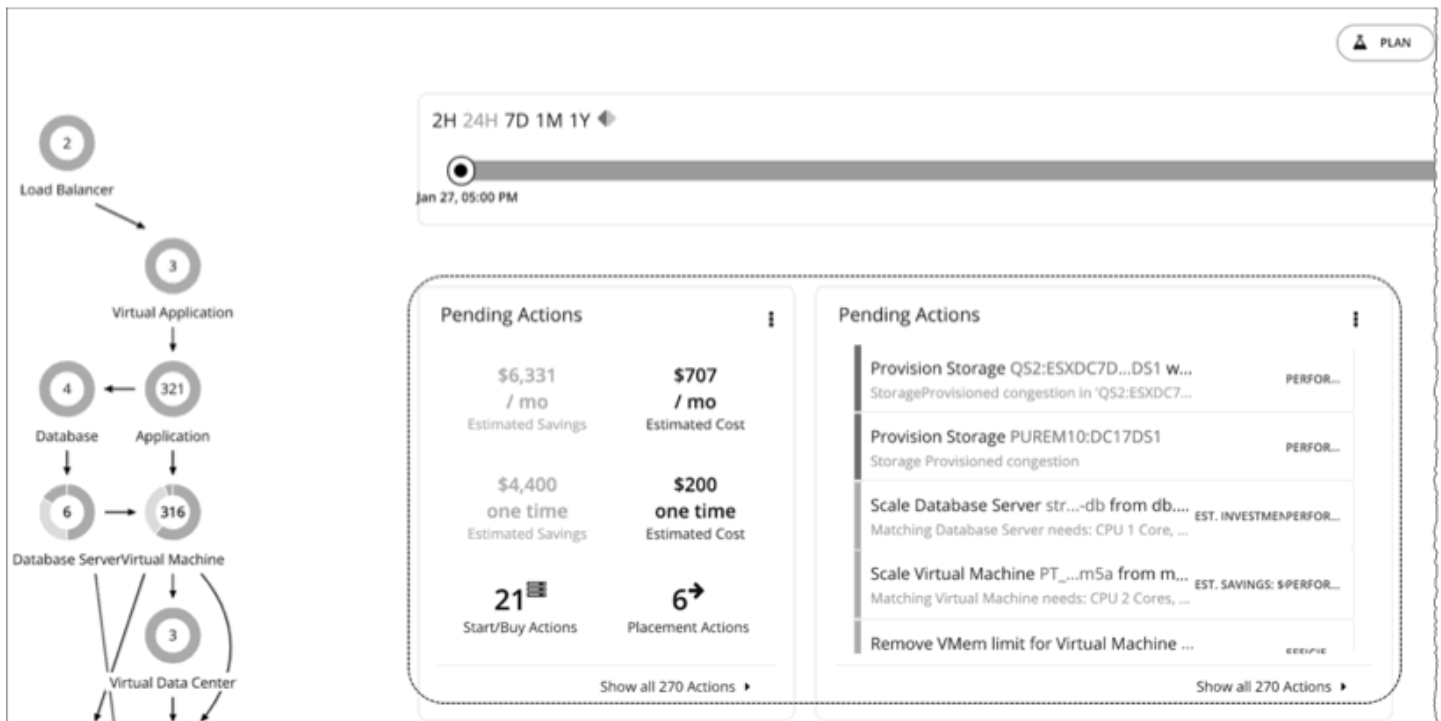 PLAN
2
Load Balancer
3
Virtual Application
4
321
Database
Application
6
316
Database Server
Virtual Machine
3
Virtual Data Center
2H 24H 7D 1M 1Y
Jan 27, 05:00 PM
Pending Actions
$6,331
/ mo
Estimated Savings
$707
/ mo
Estimated Cost
$4,400
one time
Estimated Savings
$200
one time
Estimated Cost
21
Start/Buy Actions
6
Placement Actions
Show all 270 Actions
Pending Actions
Provision Storage QS2:ESXDC7D...DS1 w...
StorageProvisioned congestion in 'QS2:ESXDC7...
PERFOR...
Provision Storage PUREM10:DC17DS1
Storage Provisioned congestion
PERFOR...
Scale Database Server str...-db from db....
Matching Database Server needs: CPU 1 Core, ...
EST. INVESTMEN PERFOR...
Scale Virtual Machine PT_...m5a from m...
Matching Virtual Machine needs: CPU 2 Cores, ...
EST. SAVINGS: $ PERFOR...
Remove VMem limit for Virtual Machine ...
Show all 270 Actions